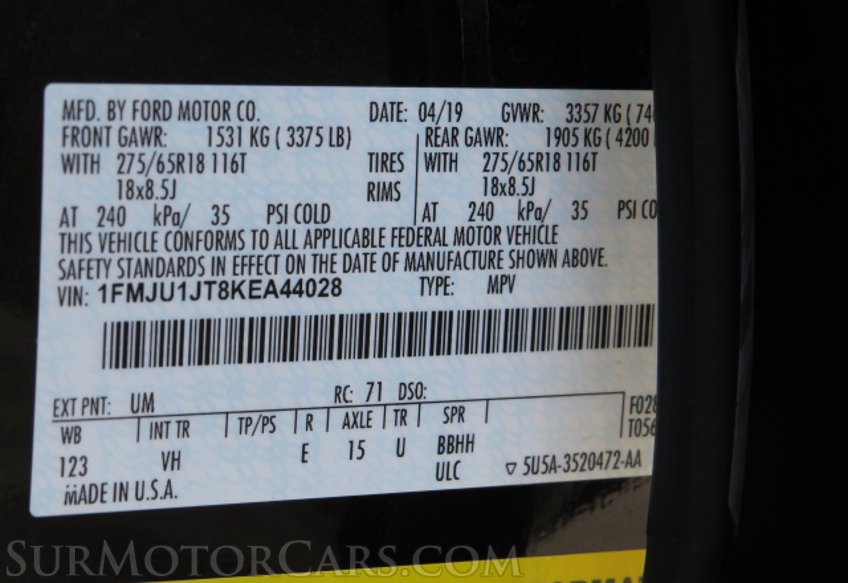 MFD. BY FORD MOTOR CO. DATE: 04/19 GVWR: 3357 KG (
FRONT GAWR: 1531 KG ( 3375 LB) REAR GAWR: 1905 KG ( 4200
WITH 275/65R18 116T TIRES WITH 275/65R18 116T
18x8.5J RIMS 18x8.5J
AT 240 kPa/ 35 PSI COLD AT 240 kPa/ 35 PSI CO
THIS VEHICLE CONFORMS TO ALL APPLICABLE FEDERAL MOTOR VEHICLE
SAFETY STANDARDS IN EFFECT ON THE DATE OF MANUFACTURE SHOWN ABOVE.
VIN: 1FMJU1JT8KEA44028 TYPE: MPV
EXT PNT: UM RC: 71 DSO: F028
WB INT TR TP/PS R AXLE TR SPR T056
123 VH E 15 U BBHH
ULC ▽ 5U5A-3520472-AA
MADE IN U.S.A.
SURMOTORCARS.COM